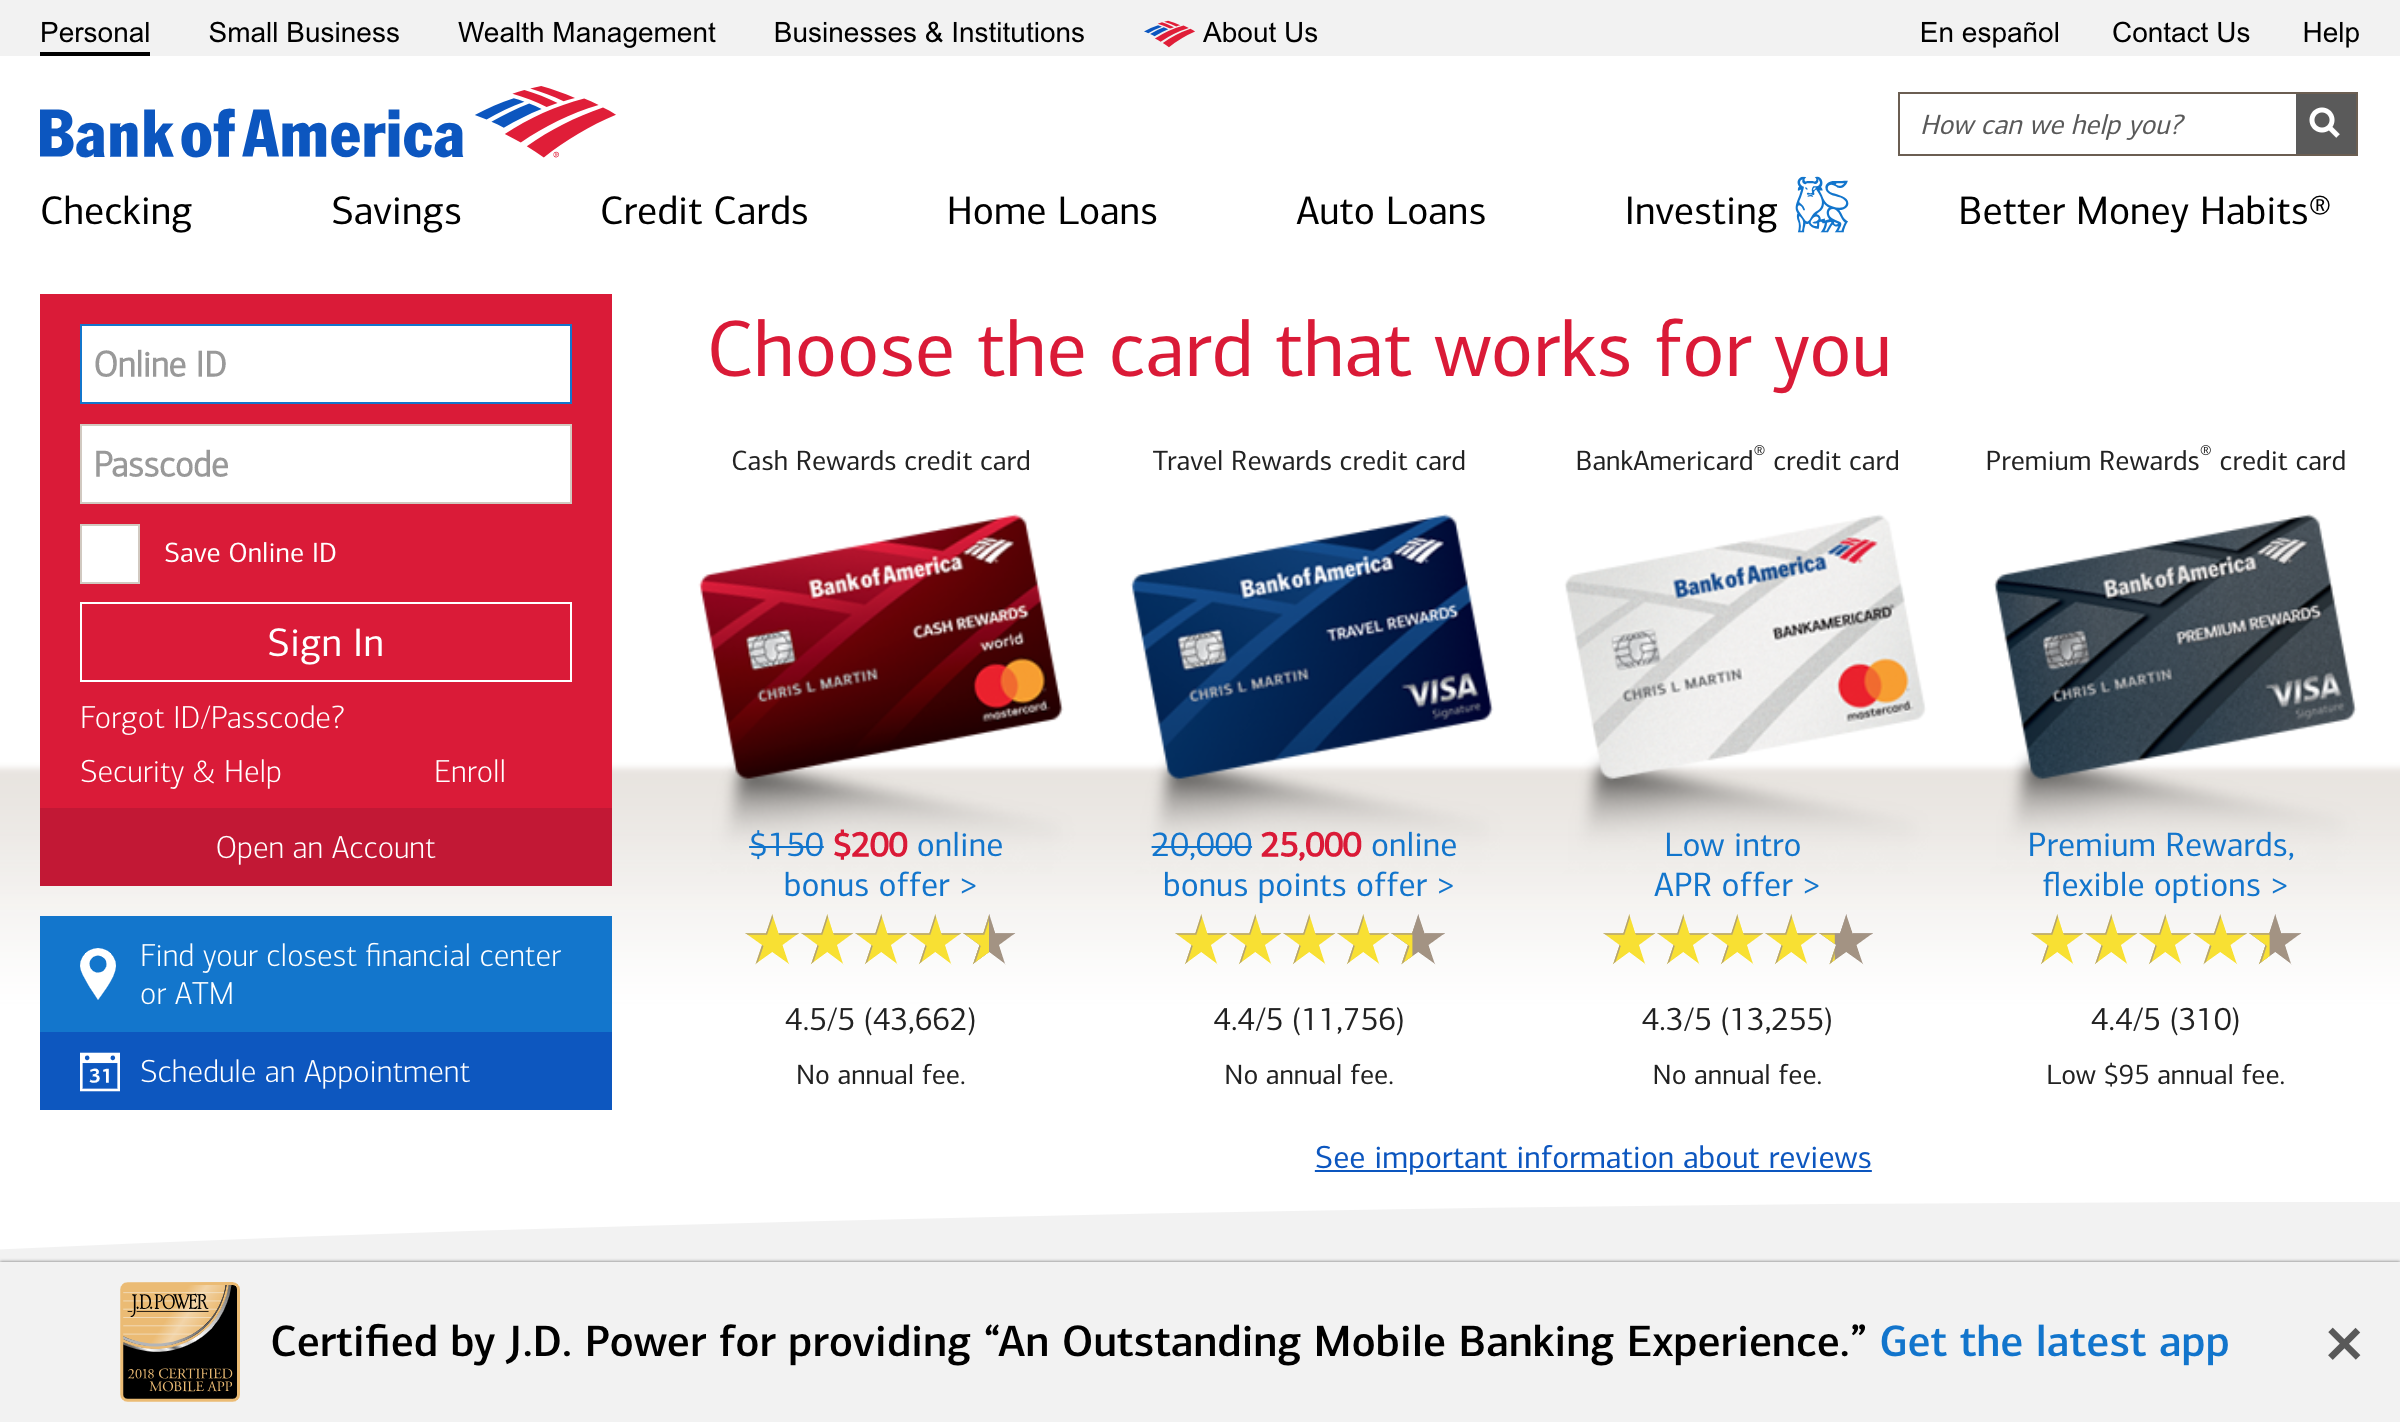 Personal Small Business Wealth Management Businesses & Institutions About Us En español Contact Us Help
Bank of America
How can we help you?
Checking Savings Credit Cards Home Loans Auto Loans Investing Better Money Habits®
Online ID
Passcode
Save Online ID
Sign In
Forgot ID/Passcode?
Security & Help Enroll
Open an Account
Find your closest financial center
or ATM
31 Schedule an Appointment
Choose the card that works for you
Cash Rewards credit card
Bank of America
CASH REWARDS
world
CHRIS L MARTIN
mastercard
$150 $200 online
bonus offer >
4.5/5 (43,662)
No annual fee.
Travel Rewards credit card
Bank of America
TRAVEL REWARDS
CHRIS L MARTIN
VISA
Signature
20,000 25,000 online
bonus points offer >
4.4/5 (11,756)
No annual fee.
BankAmericard® credit card
Bank of America
BANKAMERICARD®
CHRIS L MARTIN
mastercard
Low intro
APR offer >
4.3/5 (13,255)
No annual fee.
Premium Rewards® credit card
Bank of America
PREMIUM REWARDS
CHRIS L MARTIN
VISA
Signature
Premium Rewards,
flexible options >
4.4/5 (310)
Low $95 annual fee.
See important information about reviews
J.D. POWER
2018 CERTIFIED
MOBILE APP
Certified by J.D. Power for providing “An Outstanding Mobile Banking Experience.” Get the latest app